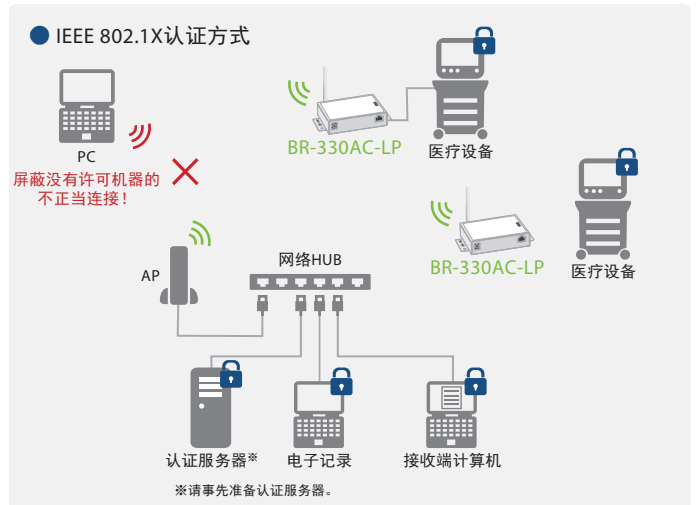 IEEE 802.1X认证方式
PC
屏蔽没有许可机器的
不正当连接！
BR-330AC-LP
医疗设备
BR-330AC-LP
医疗设备
AP
网络HUB
认证服务器※
电子记录
接收端计算机
※请事先准备认证服务器。